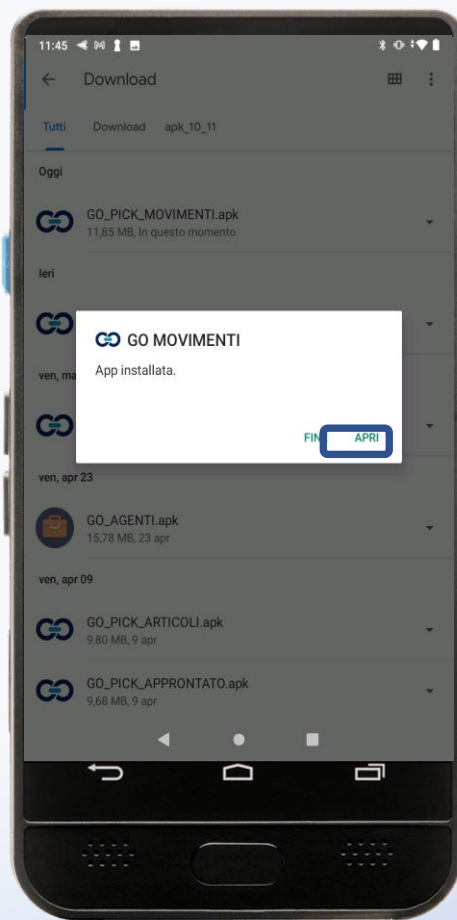 11:45
Download
Tutti Download apk_10_11
Oggi
GO_PICK_MOVIMENTI.apk
11,85 MB, In questo momento
Ieri
GO MOVIMENTI
App installata.
ven, ma
APRI
ven, apr 23
GO_AGENTI.apk
15,78 MB, 23 apr
ven, apr 09
GO_PICK_ARTICOLI.apk
9,80 MB, 9 apr
GO_PICK_APPRONTATO.apk
9,68 MB, 9 apr